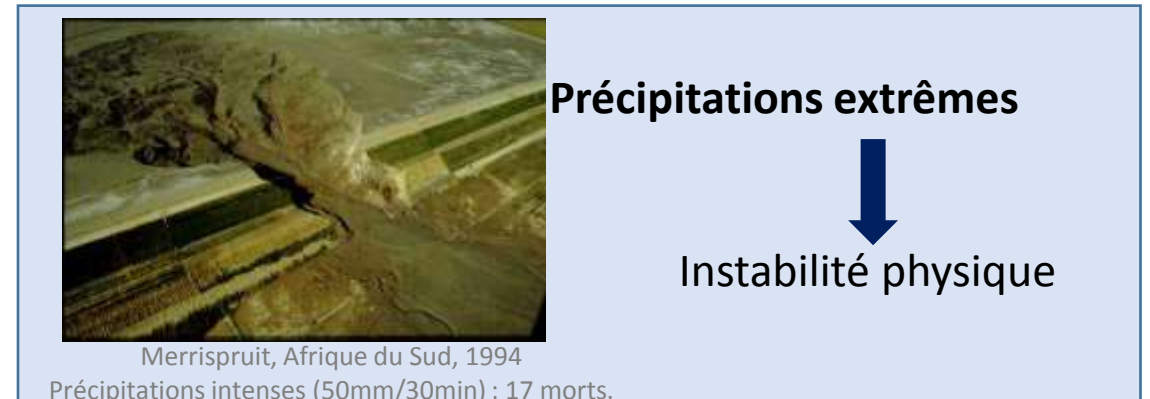 Précipitations extrêmes
Instabilité physique
Merrispruit, Afrique du Sud, 1994
Précipitations intenses (50mm/30min) : 17 morts.